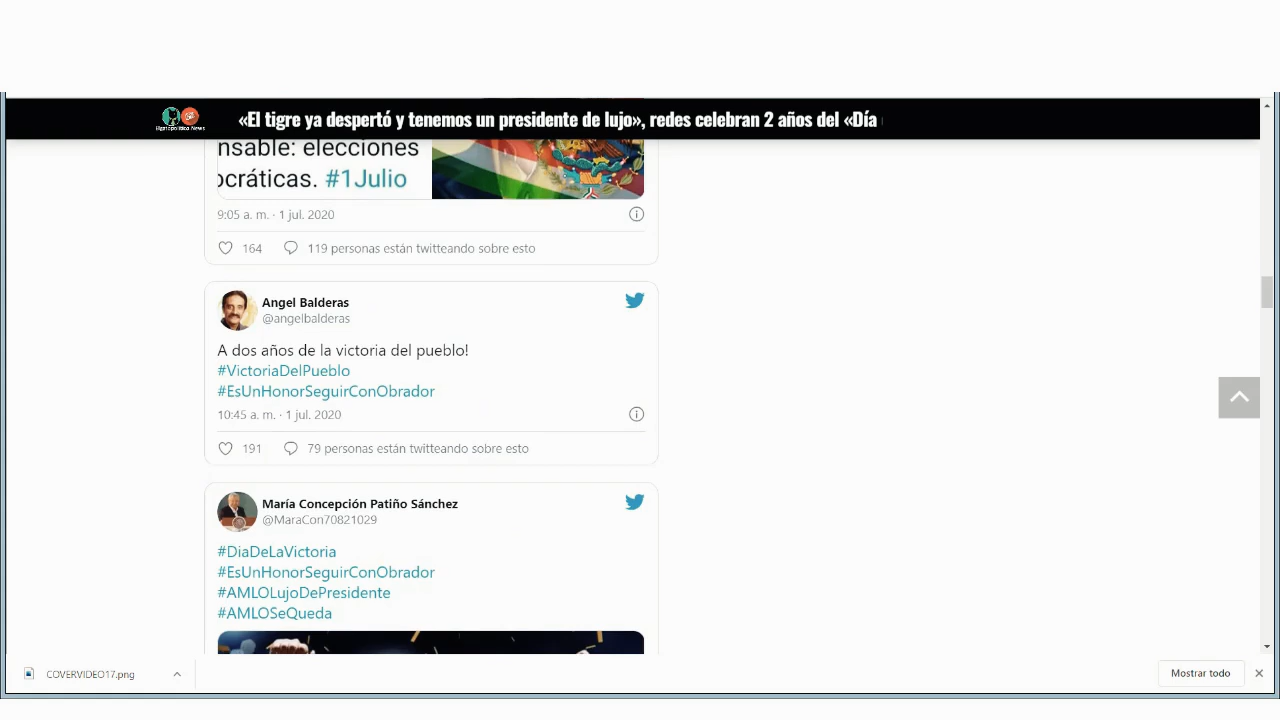 Egptopolitico News
«El tigre ya despertó y tenemos un presidente de lujo», redes celebran 2 años del «Día
nsable: elecciones
ocráticas. #1Julio
9:05 a. m. · 1 jul. 2020
164 119 personas están twitteando sobre esto
Angel Balderas
@angelbalderas
A dos años de la victoria del pueblo!
#VictoriaDelPueblo
#EsUnHonorSeguirConObrador
10:45 a. m. · 1 jul. 2020
191 79 personas están twitteando sobre esto
María Concepción Patiño Sánchez
@MaraCon70821029
#DiaDeLaVictoria
#EsUnHonorSeguirConObrador
#AMLOLujoDePresidente
#AMLOSeQueda
COVERVIDEO17.png
Mostrar todo